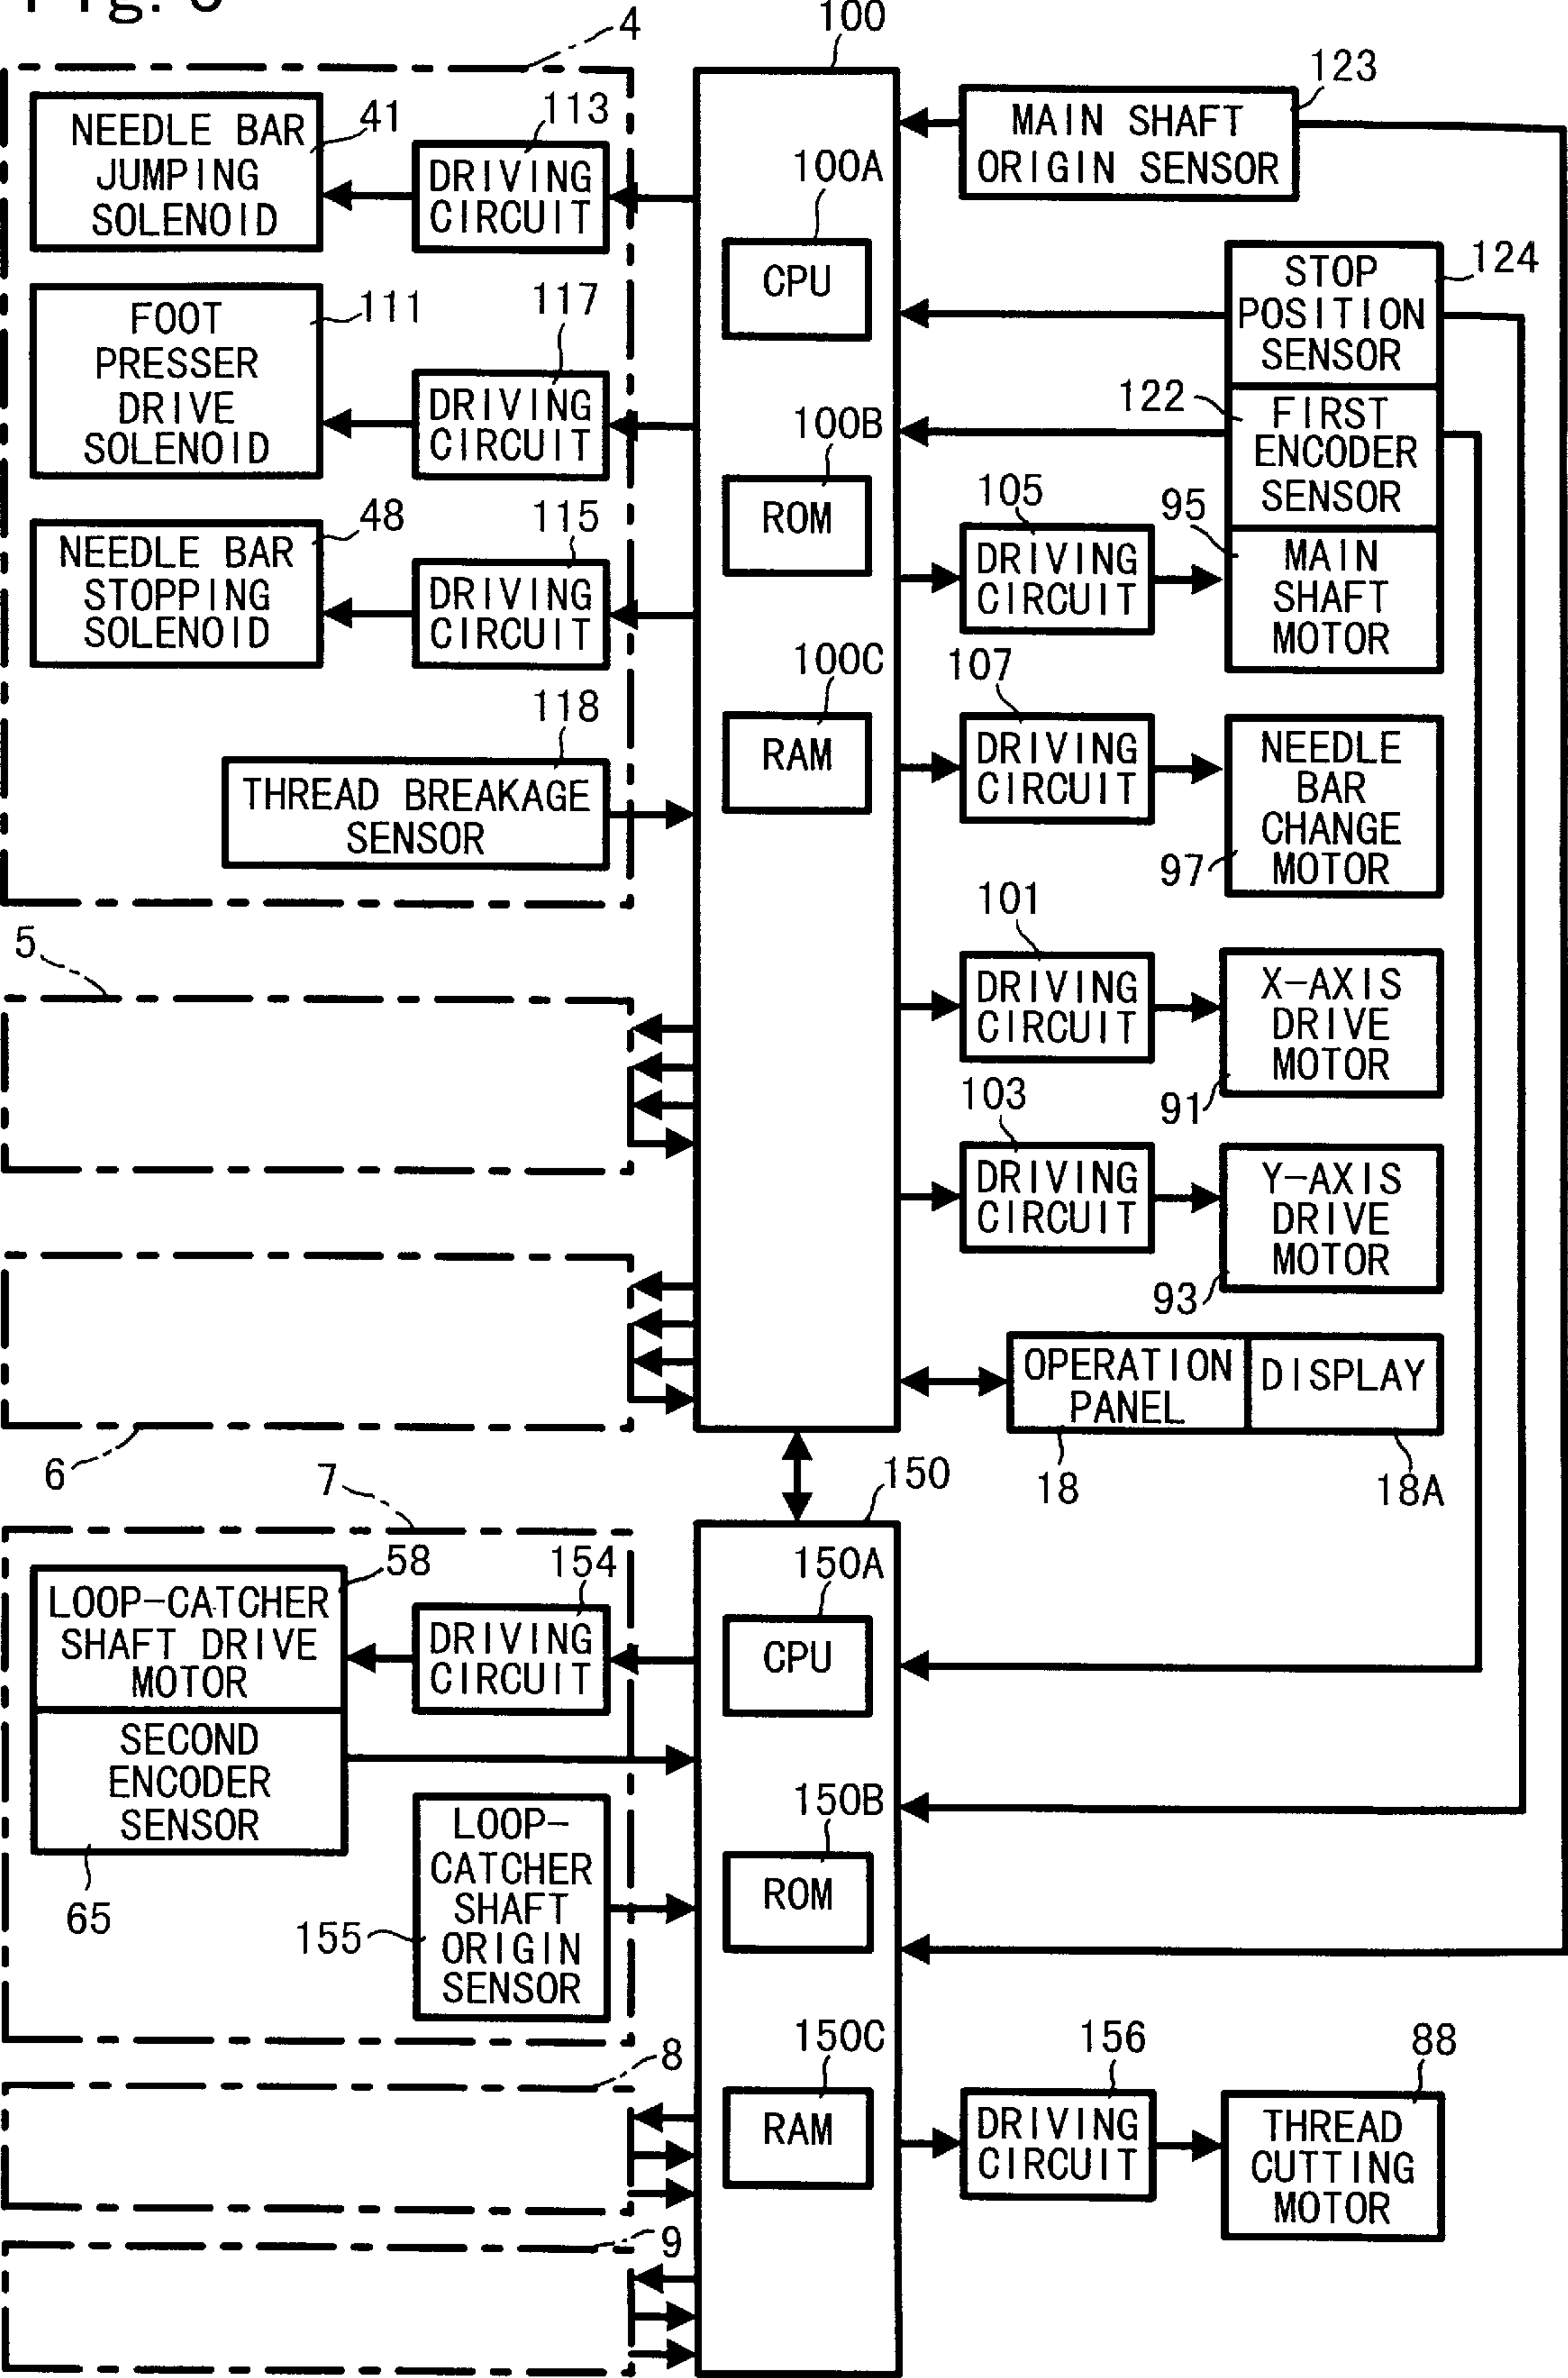 4
100
123
MAIN SHAFT
ORIGIN SENSOR
NEEDLE BAR
JUMPING
SOLENOID
41
113
DRIVING
CIRCUIT
100A
CPU
124
STOP
POSITION
SENSOR
FOOT
PRESSER
DRIVE
SOLENOID
111
117
DRIVING
CIRCUIT
122
FIRST
ENCODER
SENSOR
100B
ROM
105
DRIVING
CIRCUIT
95
MAIN
SHAFT
MOTOR
NEEDLE BAR
STOPPING
SOLENOID
48
115
DRIVING
CIRCUIT
100C
RAM
107
DRIVING
CIRCUIT
NEEDLE
BAR
CHANGE
MOTOR
97
118
THREAD BREAKAGE
SENSOR
5
101
DRIVING
CIRCUIT
X-AXIS
DRIVE
MOTOR
91
103
DRIVING
CIRCUIT
Y-AXIS
DRIVE
MOTOR
93
6
OPERATION
PANEL
DISPLAY
18
18A
7
150
58
LOOP-CATCHER
SHAFT DRIVE
MOTOR
154
DRIVING
CIRCUIT
150A
CPU
SECOND
ENCODER
SENSOR
65
LOOP-
CATCHER
SHAFT
ORIGIN
SENSOR
155
150B
ROM
8
150C
RAM
156
DRIVING
CIRCUIT
88
THREAD
CUTTING
MOTOR
9